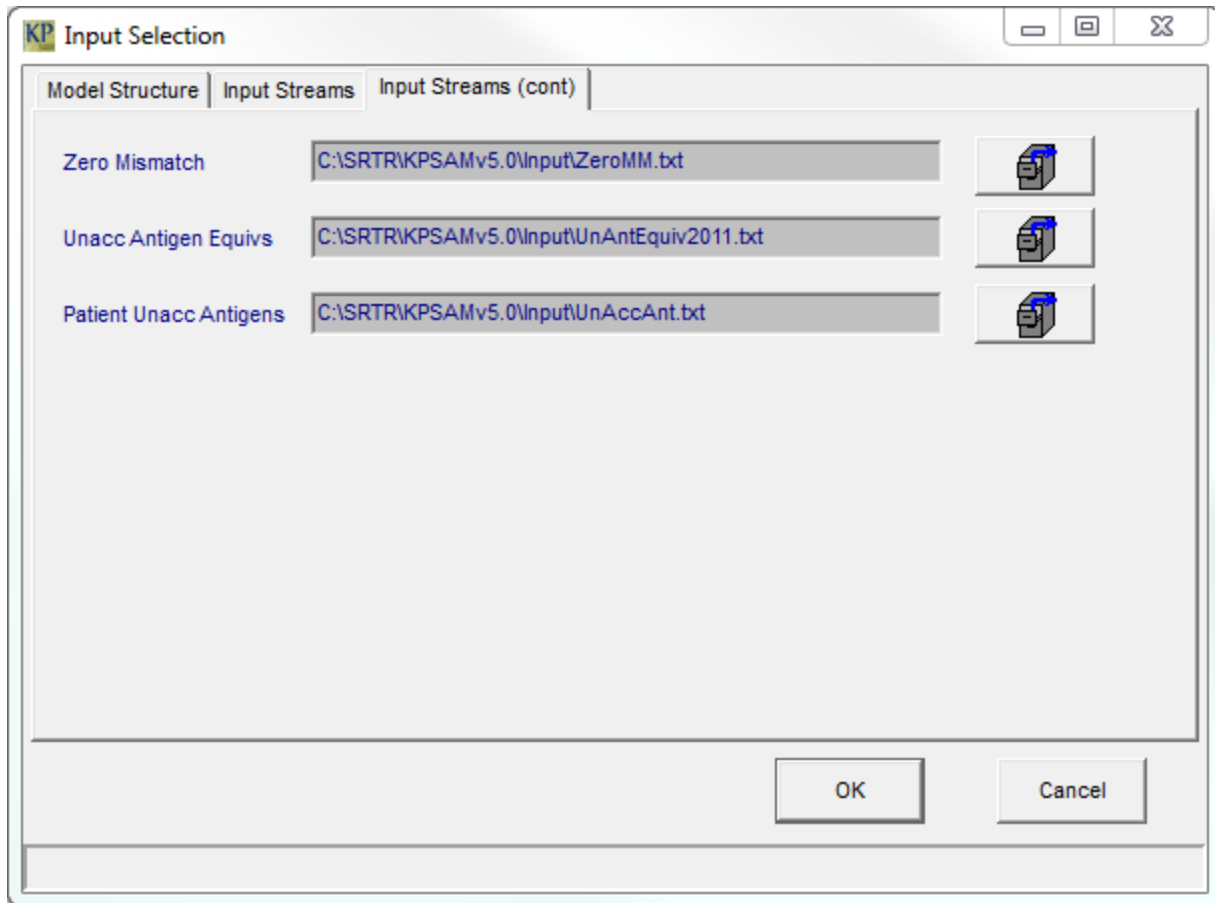 KP Input Selection
Model Structure Input Streams Input Streams (cont)
Zero Mismatch C:\SRTR\KPSAMv5.0\Input\ZeroMM.txt
Unacc Antigen Equivs C:\SRTR\KPSAMv5.0\Input\UnAntEquiv2011.txt
Patient Unacc Antigens C:\SRTR\KPSAMv5.0\Input\UnAccAnt.txt
OK Cancel